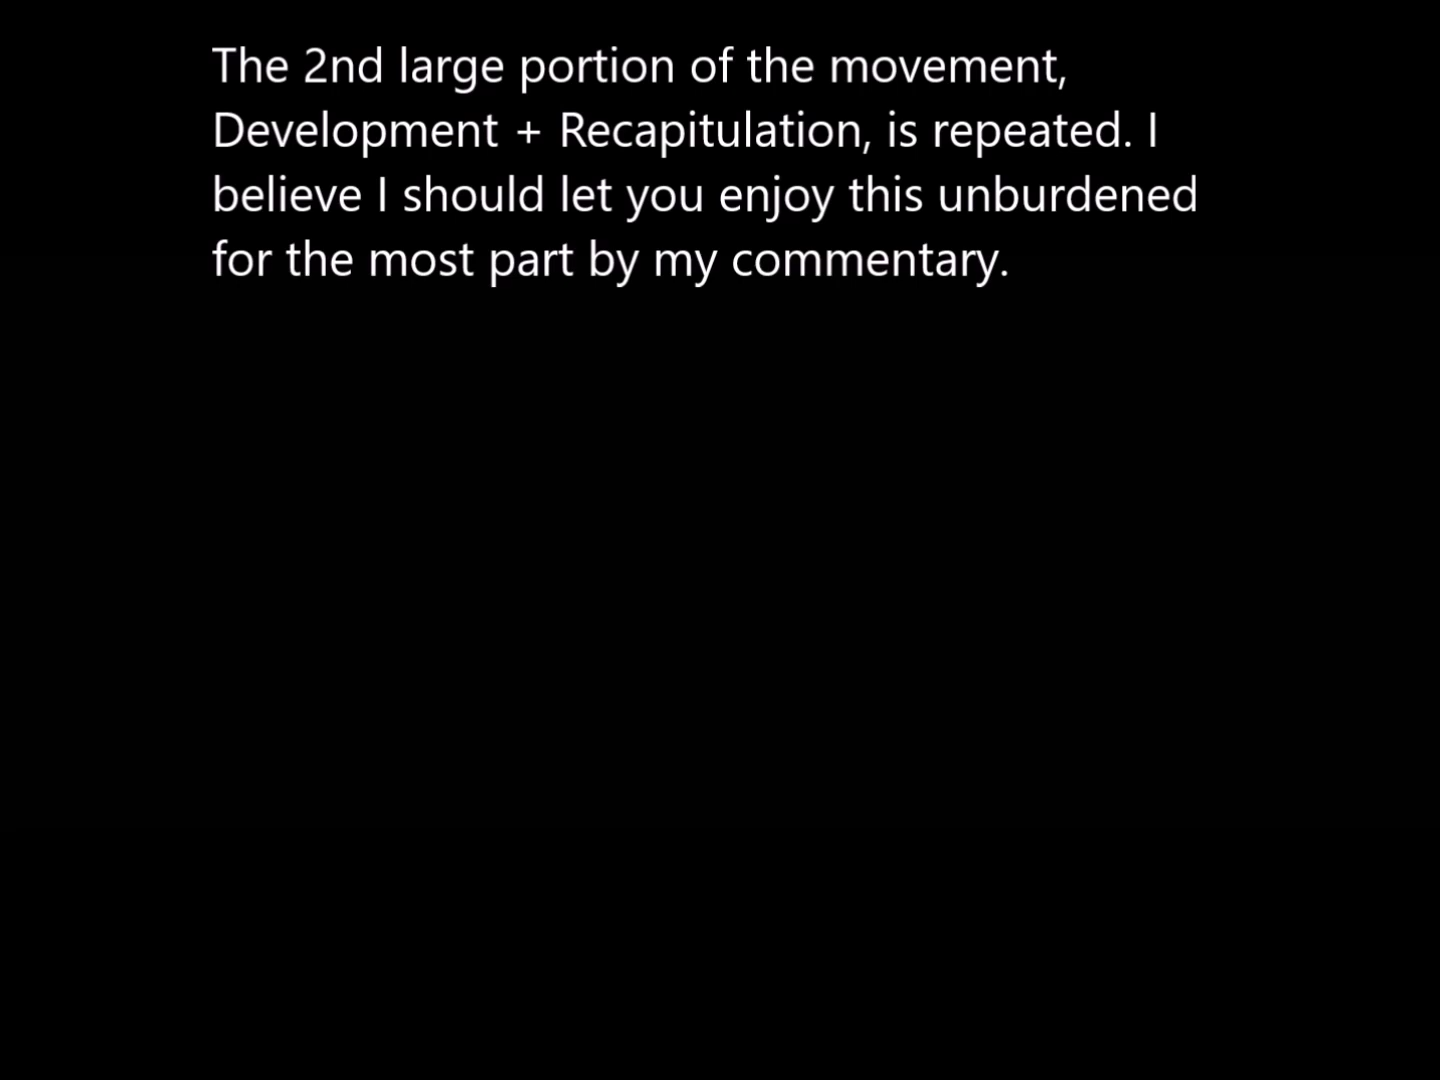 The 2nd large portion of the movement,
Development + Recapitulation, is repeated. I
believe I should let you enjoy this unburdened
for the most part by my commentary.